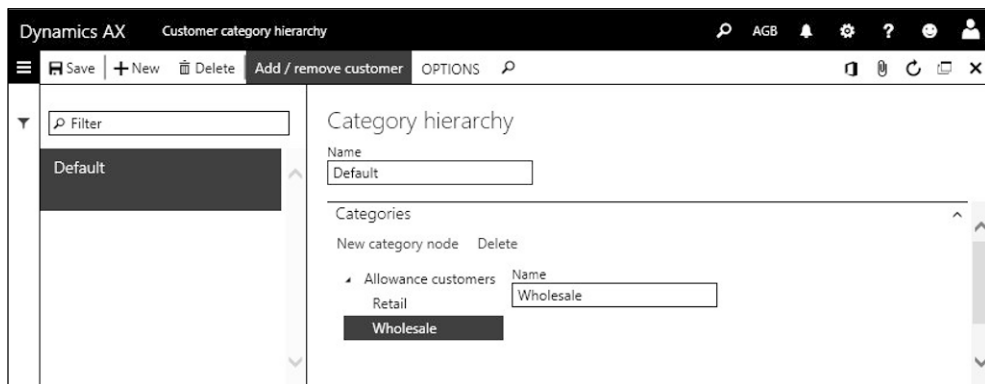 Dynamics AX Customer category hierarchy AGB ?
Save + New Delete Add / remove customer OPTIONS
Filter
Default
Category hierarchy
Name
Default
Categories
New category node Delete
Allowance customers
Retail
Wholesale
Name
Wholesale